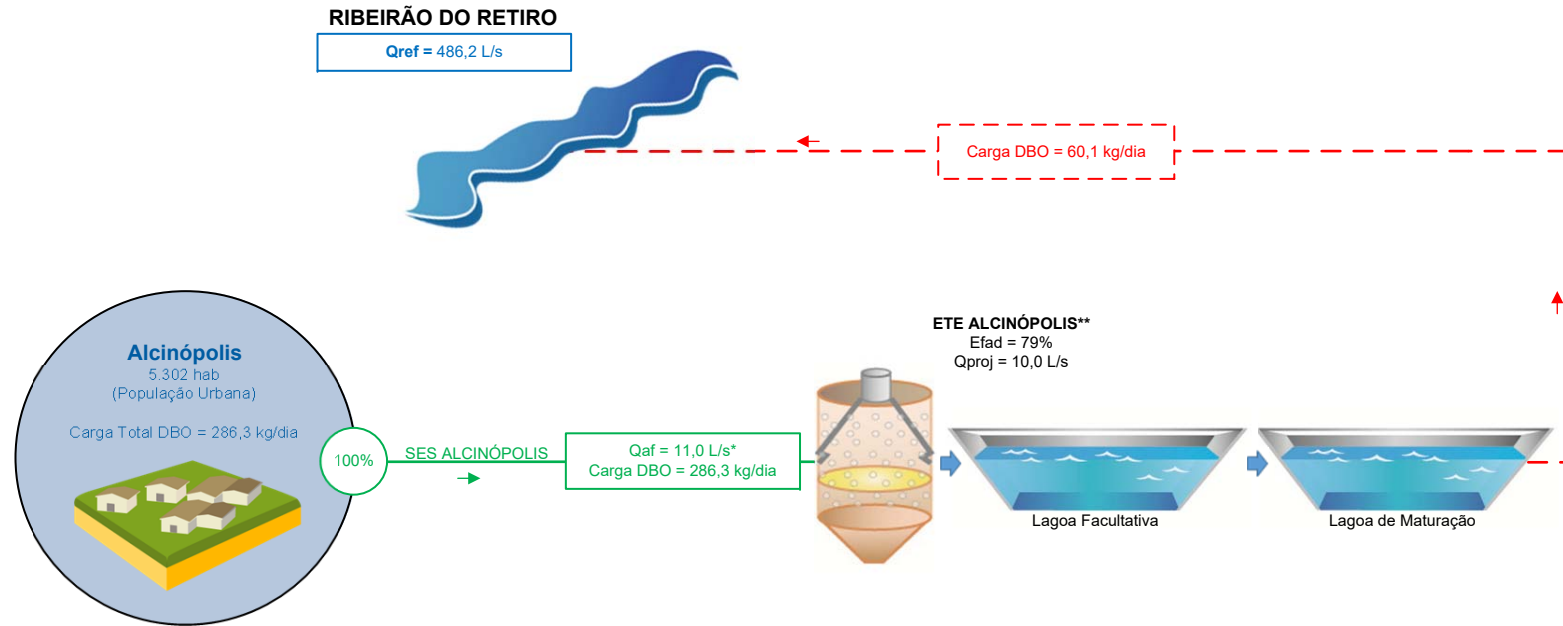 RIBEIRÃO DO RETIRO
Qref = 486,2 L/s
Carga DBO = 60,1 kg/dia
Alcinópolis
5.302 hab
(População Urbana)
Carga Total DBO = 286,3 kg/dia
100%
SES ALCINÓPOLIS
Qaf = 11,0 L/s*
Carga DBO = 286,3 kg/dia
ETE ALCINÓPOLIS**
Efad = 79%
Qproj = 10,0 L/s
Lagoa Facultativa
Lagoa de Maturação